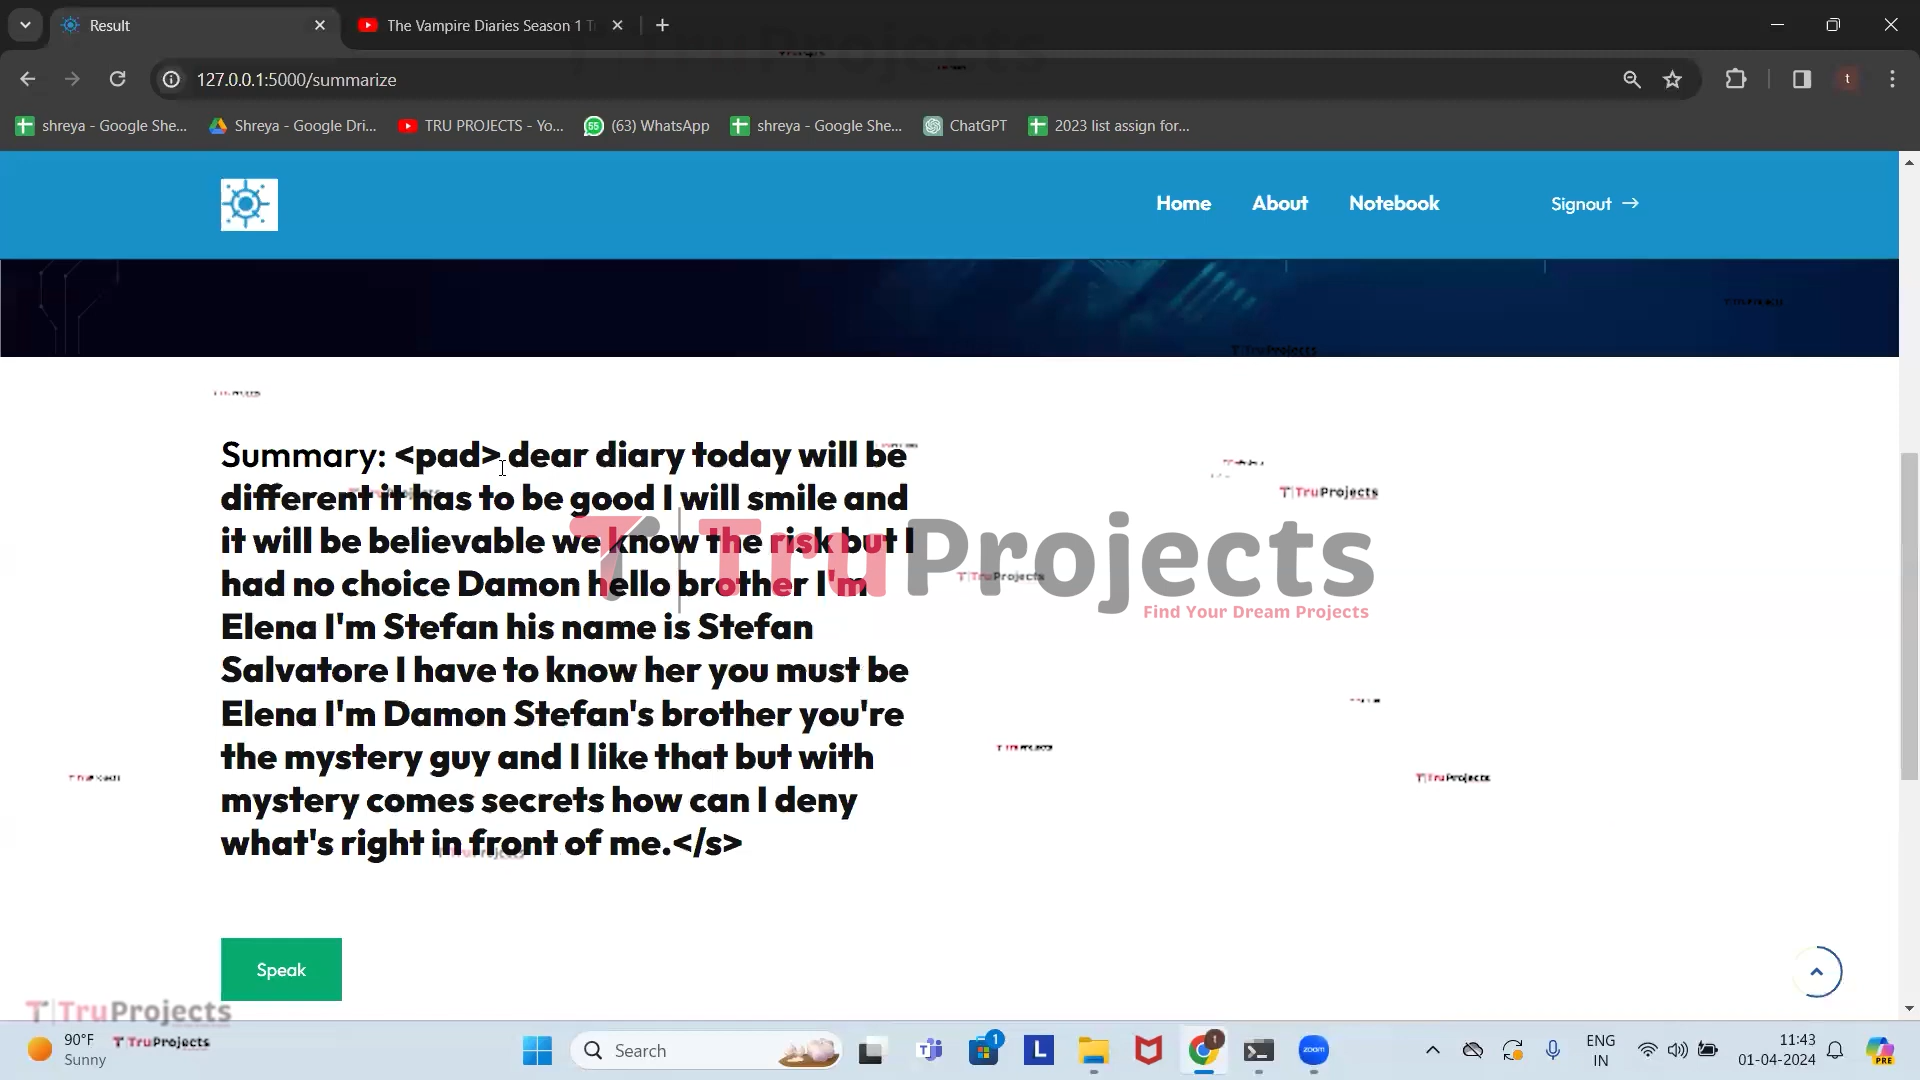 Result
The Vampire Diaries Season 1 T
127.0.0.1:5000/summarize
shreya - Google She...
Shreya - Google Dri...
TRU PROJECTS - Yo...
(63) WhatsApp
shreya - Google She...
ChatGPT
2023 list assign for...
Home
About
Notebook
Signout →
Summary: <pad> dear diary today will be
different it has to be good I will smile and
it will be believable we know the risk but I
had no choice Damon hello brother I'm
Elena I'm Stefan his name is Stefan
Salvatore I have to know her you must be
Elena I'm Damon Stefan's brother you're
the mystery guy and I like that but with
mystery comes secrets how can I deny
what's right in front of me.</s>
TruProjects
TruProjects
Find Your Dream Projects
TruProjects
TruProjects
Speak
TruProjects
90°F
Sunny
TruProjects
Search
ENG
IN
11:43
01-04-2024